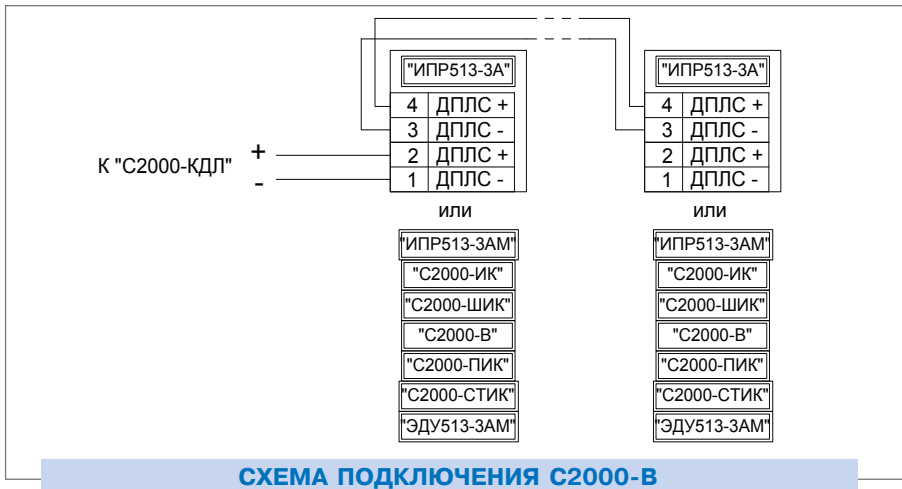 "ИПР513-3А" "ИПР513-3А"
4 ДПЛС + 4 ДПЛС +
3 ДПЛС - 3 ДПЛС -
К "С2000-КДЛ" + 2 ДПЛС + 2 ДПЛС +
- 1 ДПЛС - 1 ДПЛС -
или или
"ИПР513-3АМ" "ИПР513-3АМ"
"С2000-ИК" "С2000-ИК"
"С2000-ШИК" "С2000-ШИК"
"С2000-В" "С2000-В"
"С2000-ПИК" "С2000-ПИК"
"С2000-СТИК" "С2000-СТИК"
"ЭДУ513-3АМ" "ЭДУ513-3АМ"
СХЕМА ПОДКЛЮЧЕНИЯ С2000-В